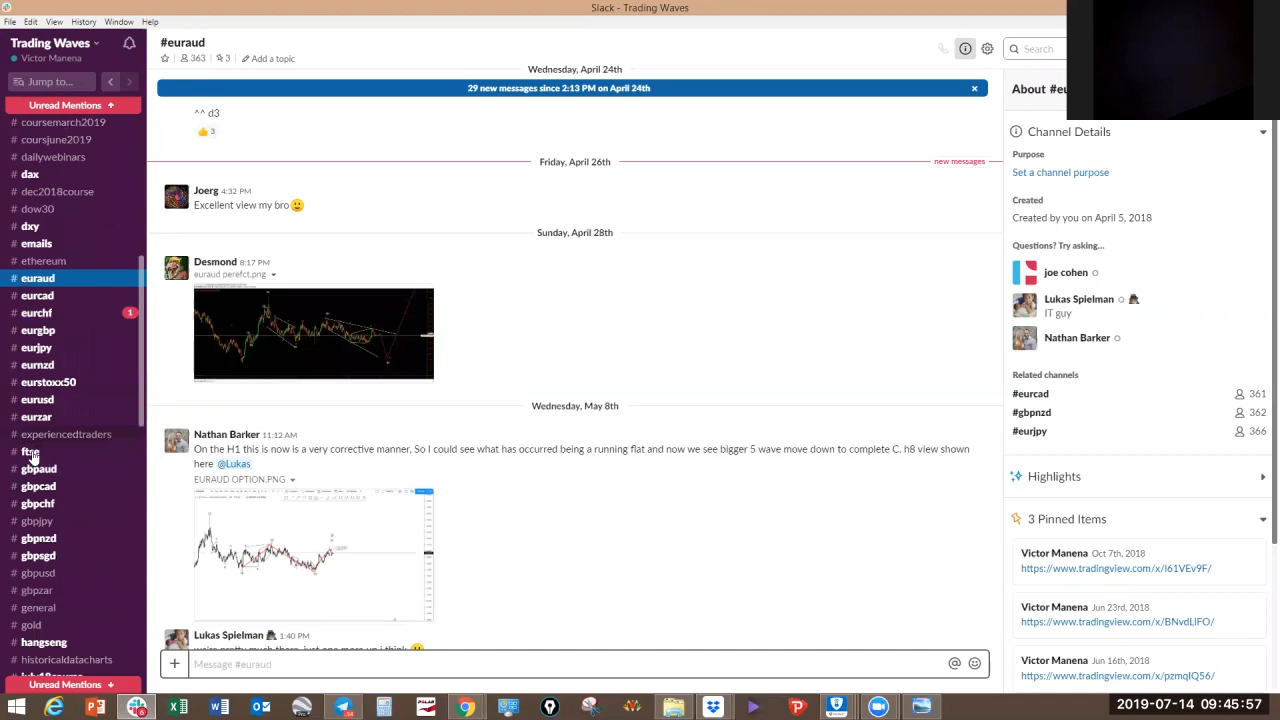 Slack - Trading Waves
File Edit View History Window Help
Trading Waves
Victor Manena
Jump to...
Unread Mentions
# coursemarch2019
# coursjune2019
# dailywebinars
# dax
# dec2018course
# dow30
# dxy
# emails
# ethereum
# euraud
# eurcad
# eurchf
1
# eurgbp
# eurjpy
# eurnzd
# eurstoxx50
# eurusd
# eurzar
# experiencedtraders
# ftse
# gbpaud
# gbpcad
# gbpchf
# gbpjpy
# gbpnzd
# gbpsgd
# gbpusd
# gbpzar
# general
# gold
# hangseng
# historicaldatacharts
Unread Mentions
#euraud
363
3
Add a topic
Search
Wednesday, April 24th
29 new messages since 2:13 PM on April 24th
^^ d3
3
Friday, April 26th
new messages
Joerg 4:32 PM
Excellent view my bro
Sunday, April 28th
Desmond 8:17 PM
euraud perefct.png
Wednesday, May 8th
Nathan Barker 11:12 AM
On the H1 this is now is a very corrective manner, So I could see what has occurred being a running flat and now we see bigger 5 wave move down to complete C. h8 view shown
here @Lukas
EURAUD OPTION.PNG
Lukas Spielman 1:40 PM
Message #euraud
About #eu
Channel Details
Purpose
Set a channel purpose
Created
Created by you on April 5, 2018
Questions? Try asking...
joe cohen
Lukas Spielman
IT guy
Nathan Barker
Related channels
#eurcad 361
#gbpnzd 362
#eurjpy 366
Highlights
3 Pinned Items
Victor Manena Oct 7th, 2018
https://www.tradingview.com/x/I61VEv9F/
Victor Manena Jun 23rd, 2018
https://www.tradingview.com/x/BNvdLlFO/
Victor Manena Jun 16th, 2018
https://www.tradingview.com/x/pzmqIQ56/
2019-07-14 09:45:57